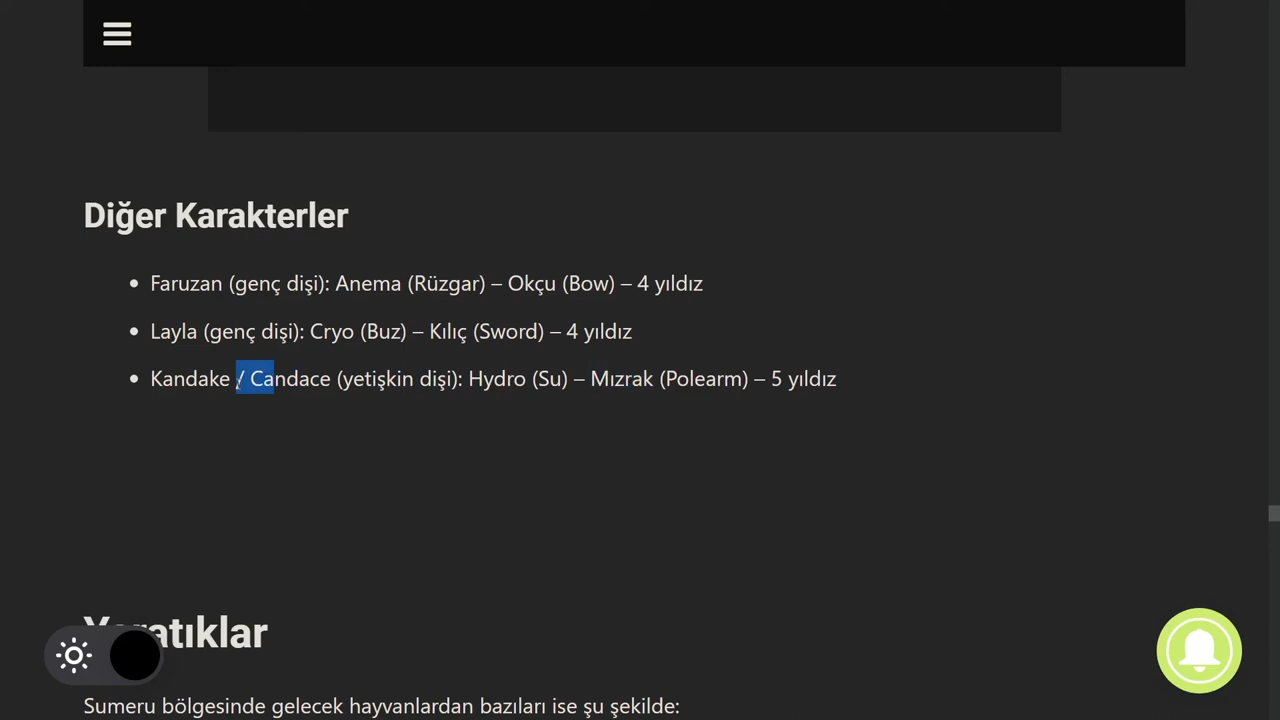 Diğer Karakterler
Faruzan (genç dişi): Anema (Rüzgar) – Okçu (Bow) – 4 yıldız
Layla (genç dişi): Cryo (Buz) – Kılıç (Sword) – 4 yıldız
Kandake / Candace (yetişkin dişi): Hydro (Su) – Mızrak (Polearm) – 5 yıldız
Yaratıklar
Sumeru bölgesinde gelecek hayvanlardan bazıları ise şu şekilde: